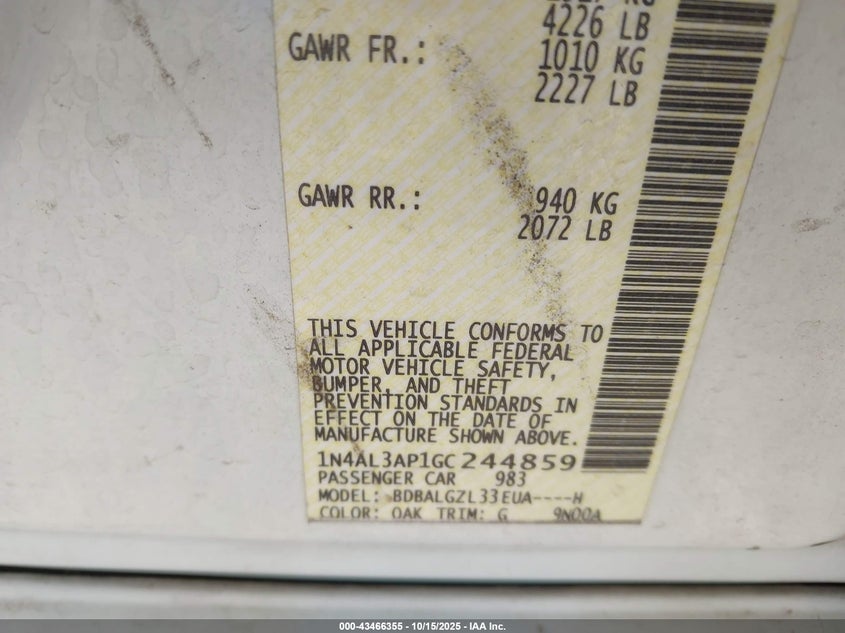 4226 LB
GAWR FR.: 1010 KG
2227 LB
GAWR RR.: 940 KG
2072 LB
THIS VEHICLE CONFORMS TO
ALL APPLICABLE FEDERAL
MOTOR VEHICLE SAFETY,
BUMPER, AND THEFT
PREVENTION STANDARDS IN
EFFECT ON THE DATE OF
MANUFACTURE SHOWN ABOVE.
1N4AL3AP1GC244859
PASSENGER CAR 983
MODEL: BDBALGZL33EUA----H
COLOR: QAK TRIM: G 9N00A
000-43466355 | 10/15/2025 - IAA Inc.